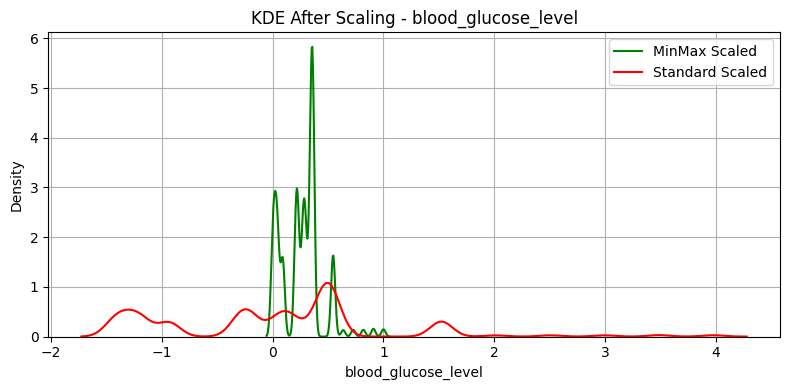 KDE After Scaling - blood_glucose_level
MinMax Scaled
Standard Scaled
Density
6
5
4
3
2
1
0
−2
−1
0
1
2
3
4
blood_glucose_level